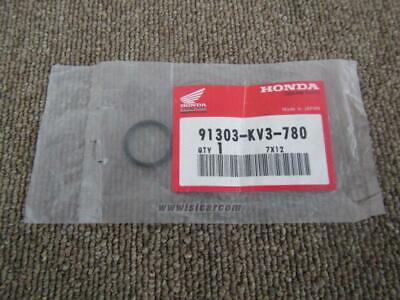 HONDA
HONDA
Made in JAPAN
91303-KV3-780
QTY 1 7X12
www.sicar.com